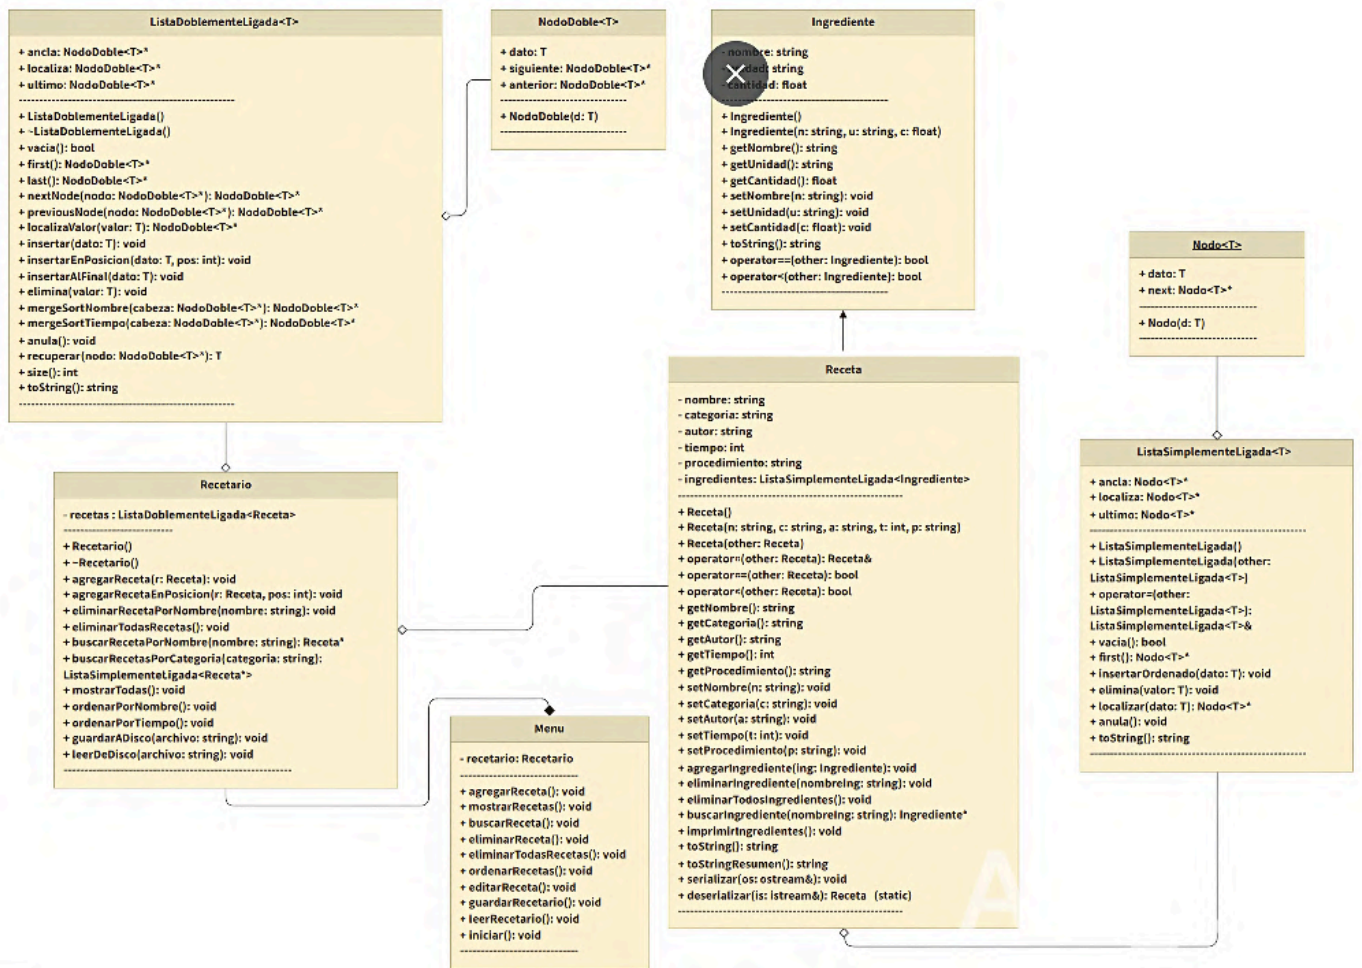 ListaDoblementeLigada<T>
+ ancla: NodoDoble<T>*
+ localiza: NodoDoble<T>*
+ ultimo: NodoDoble<T>*
+ ListaDoblementeLigada()
+ ~ListaDoblementeLigada()
+ vacia(): bool
+ first(): NodoDoble<T>*
+ last(): NodoDoble<T>*
+ nextNode(nodo: NodoDoble<T>*): NodoDoble<T>*
+ previousNode(nodo: NodoDoble<T>*): NodoDoble<T>*
+ localizaValor(valor: T): NodoDoble<T>*
+ insertar(dato: T): void
+ insertarEnPosicion(dato: T, pos: int): void
+ insertarAlFinal(dato: T): void
+ elimina(valor: T): void
+ mergeSortNombre(cabeza: NodoDoble<T>*): NodoDoble<T>*
+ mergeSortTiempo(cabeza: NodoDoble<T>*): NodoDoble<T>*
+ anula(): void
+ recuperar(nodo: NodoDoble<T>*): T
+ size(): int
+ toString(): string
NodoDoble<T>
+ dato: T
+ siguiente: NodoDoble<T>*
+ anterior: NodoDoble<T>*
+ NodoDoble(d: T)
Ingrediente
- nombre: string
string
- cantidad: float
+ Ingrediente()
+ Ingrediente(n: string, u: string, c: float)
+ getNombre(): string
+ getUnidad(): string
+ getCantidad(): float
+ setNombre(n: string): void
+ setUnidad(u: string): void
+ setCantidad(c: float): void
+ toString(): string
+ operator==(other: Ingrediente): bool
+ operator<(other: Ingrediente): bool
Nodo<T>
+ dato: T
+ next: Nodo<T>*
+ Nodo(d: T)
Recetario
- recetas : ListaDoblementeLigada<Receta>
+ Recetario()
+ ~Recetario()
+ agregarReceta(r: Receta): void
+ agregarRecetaEnPosicion(r: Receta, pos: int): void
+ eliminarRecetaPorNombre(nombre: string): void
+ eliminarTodasRecetas(): void
+ buscarRecetaPorNombre(nombre: string): Receta*
+ buscarRecetasPorCategoria(categoria: string):
ListaSimplementeLigada<Receta*>
+ mostrarTodas(): void
+ ordenarPorNombre(): void
+ ordenarPorTiempo(): void
+ guardarADisco(archivo: string): void
+ leerDeDisco(archivo: string): void
Menu
- recetario: Recetario
+ agregarReceta(): void
+ mostrarRecetas(): void
+ buscarReceta(): void
+ eliminarReceta(): void
+ eliminarTodasRecetas(): void
+ ordenarRecetas(): void
+ editarReceta(): void
+ guardarRecetario(): void
+ leerRecetario(): void
+ iniciar(): void
Receta
- nombre: string
- categoria: string
- autor: string
- tiempo: int
- procedimiento: string
- ingredientes: ListaSimplementeLigada<Ingrediente>
+ Receta()
+ Receta(n: string, c: string, a: string, t: int, p: string)
+ Receta(other: Receta)
+ operator=(other: Receta): Receta&
+ operator==(other: Receta): bool
+ operator<(other: Receta): bool
+ getNombre(): string
+ getCategoria(): string
+ getAutor(): string
+ getTiempo(): int
+ getProcedimiento(): string
+ setNombre(n: string): void
+ setCategoria(c: string): void
+ setAutor(a: string): void
+ setTiempo(t: int): void
+ setProcedimiento(p: string): void
+ agregarIngrediente(ing: Ingrediente): void
+ eliminarIngrediente(nombreIng: string): void
+ eliminarTodosIngredientes(): void
+ buscarIngrediente(nombreIng: string): Ingrediente*
+ imprimirIngredientes(): void
+ toString(): string
+ toStringResumen(): string
+ serializar(os: ostream&): void
+ deserializar(is: istream&): Receta (static)
ListaSimplementeLigada<T>
+ ancla: Nodo<T>*
+ localiza: Nodo<T>*
+ ultimo: Nodo<T>*
+ ListaSimplementeLigada()
+ ListaSimplementeLigada(other:
ListaSimplementeLigada<T>)
+ operator=(other:
ListaSimplementeLigada<T>):
ListaSimplementeLigada<T>&
+ vacia(): bool
+ first(): Nodo<T>*
+ insertarOrdenado(dato: T): void
+ elimina(valor: T): void
+ localizar(dato: T): Nodo<T>*
+ anula(): void
+ toString(): string